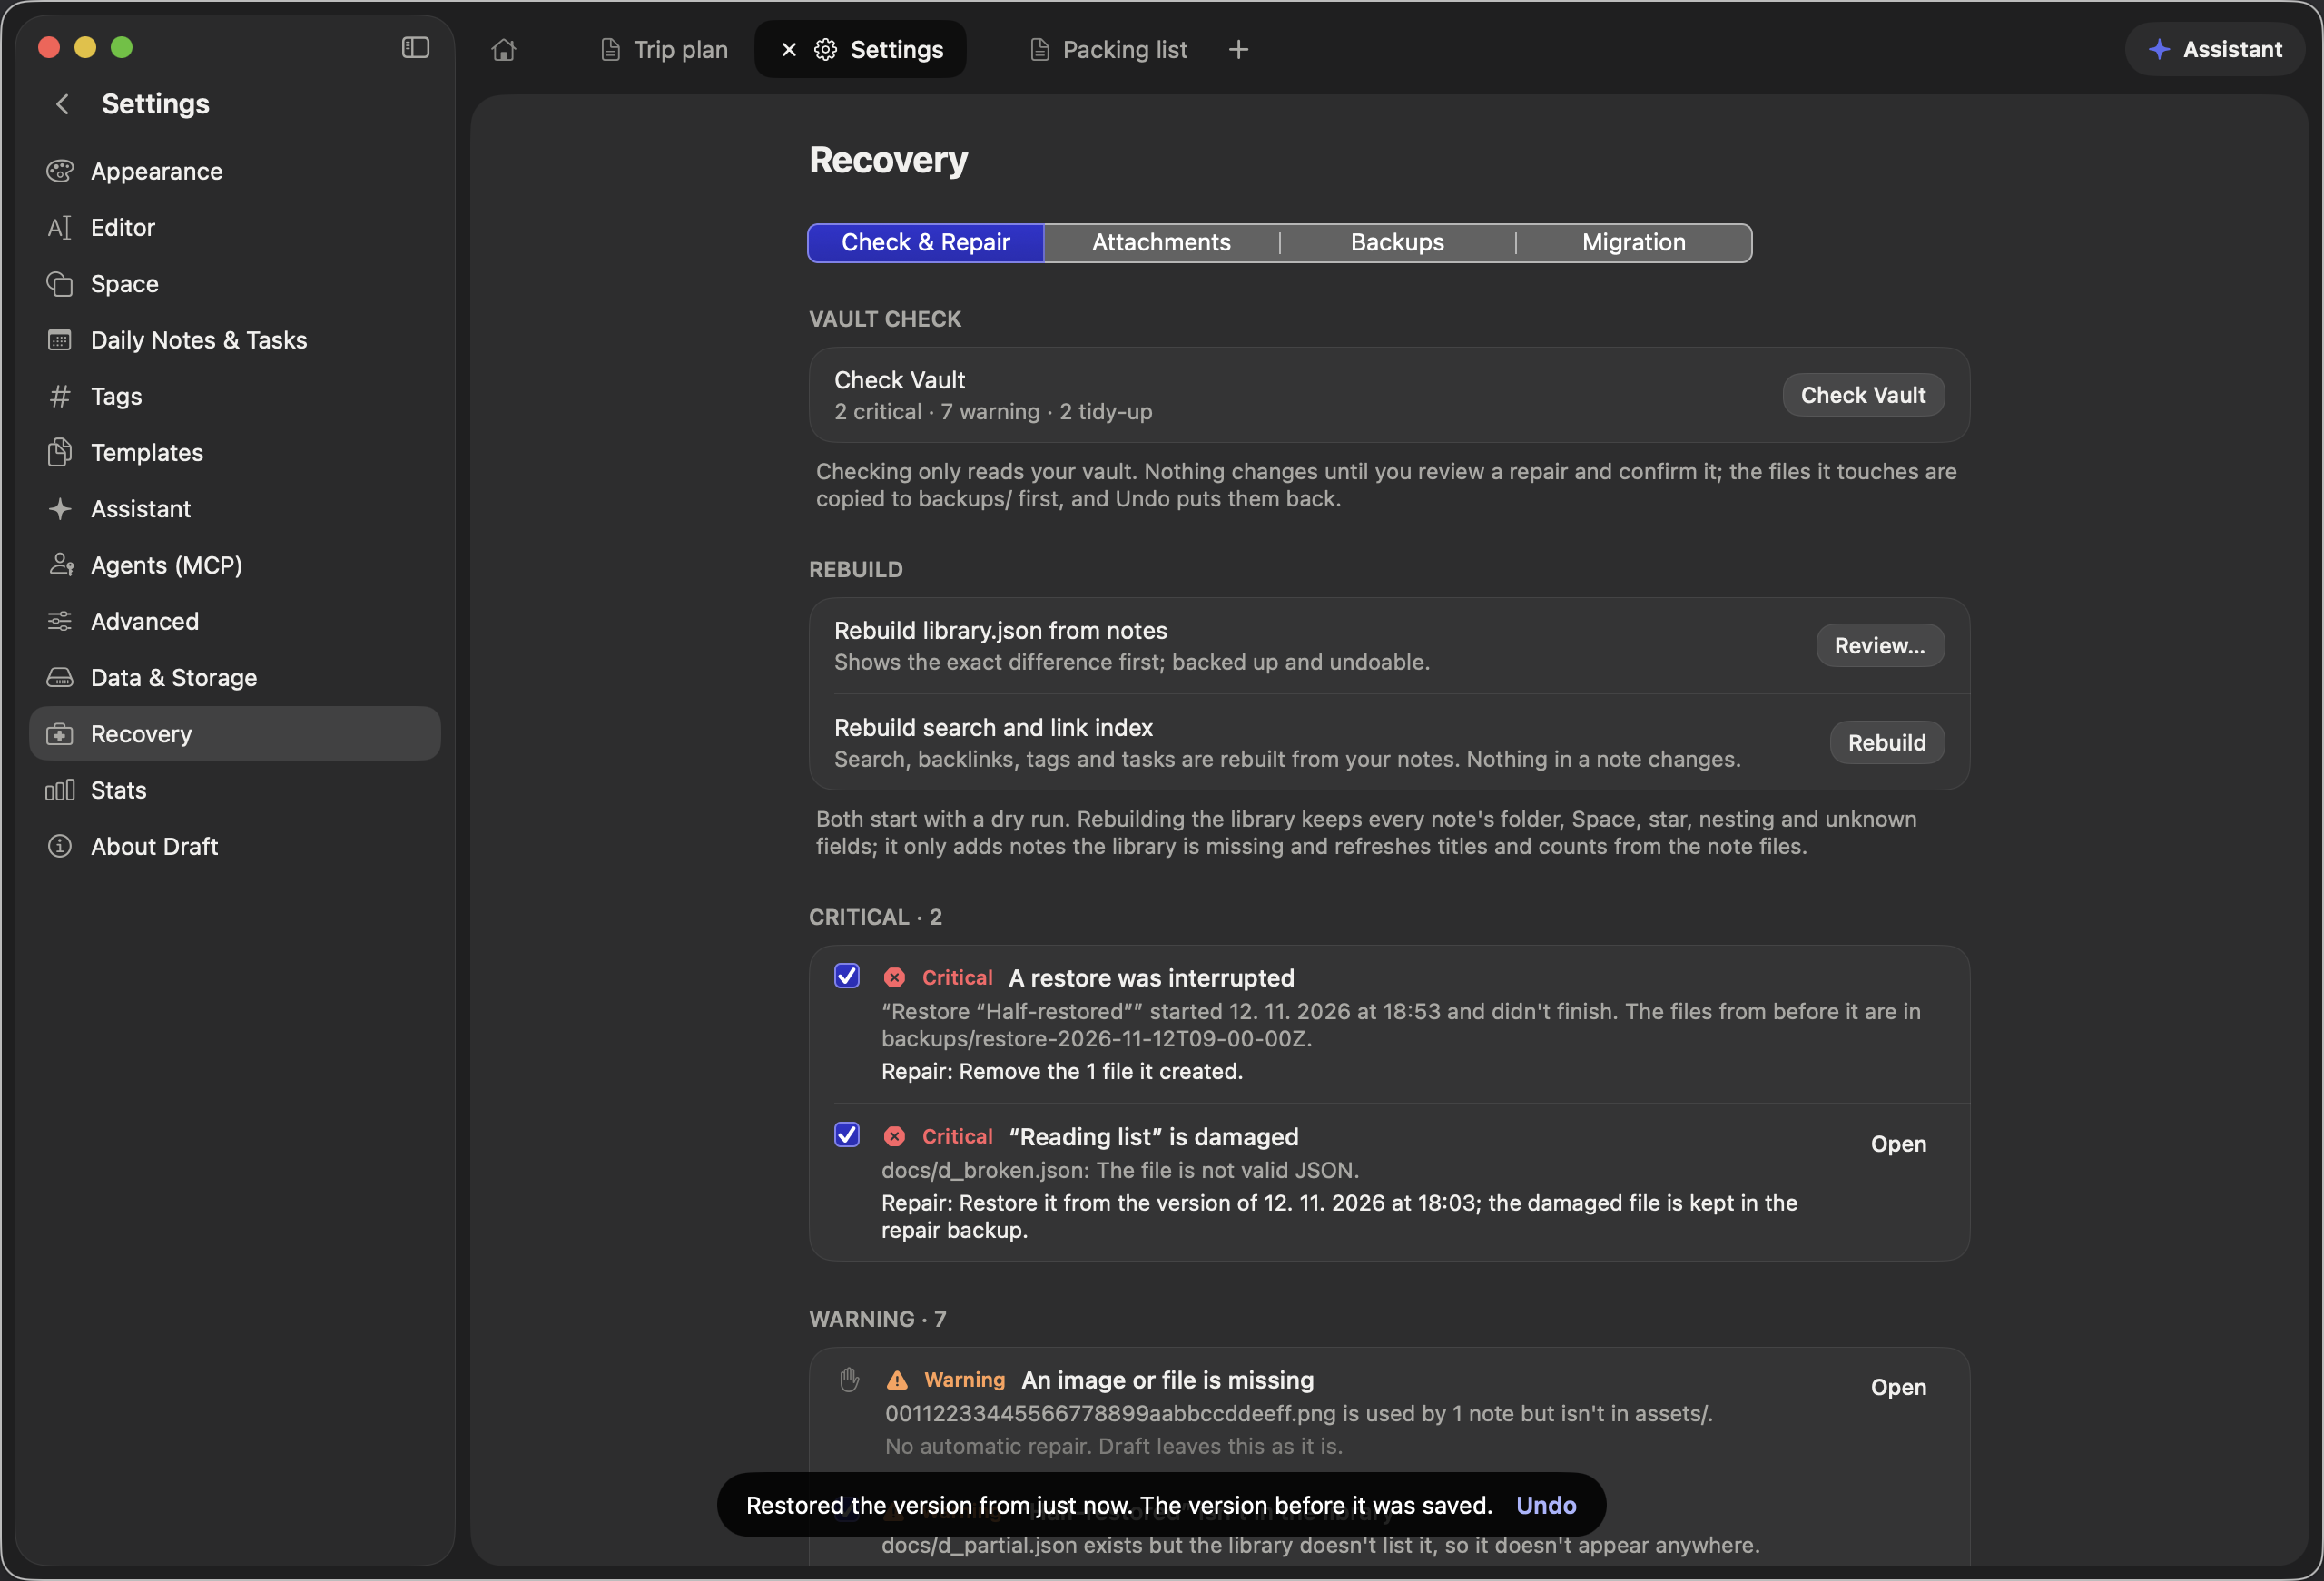 Trip plan
Settings
Packing list
Assistant
Settings
Appearance
Editor
Space
Daily Notes & Tasks
Tags
Templates
Assistant
Agents (MCP)
Advanced
Data & Storage
Recovery
Stats
About Draft
Recovery
Check & Repair
Attachments
Backups
Migration
VAULT CHECK
Check Vault
2 critical · 7 warning · 2 tidy-up
Check Vault
Checking only reads your vault. Nothing changes until you review a repair and confirm it; the files it touches are
copied to backups/ first, and Undo puts them back.
REBUILD
Rebuild library.json from notes
Shows the exact difference first; backed up and undoable.
Review...
Rebuild search and link index
Search, backlinks, tags and tasks are rebuilt from your notes. Nothing in a note changes.
Rebuild
Both start with a dry run. Rebuilding the library keeps every note's folder, Space, star, nesting and unknown
fields; it only adds notes the library is missing and refreshes titles and counts from the note files.
CRITICAL · 2
Critical A restore was interrupted
“Restore “Half-restored”” started 12. 11. 2026 at 18:53 and didn't finish. The files from before it are in
backups/restore-2026-11-12T09-00-00Z.
Repair: Remove the 1 file it created.
Critical “Reading list” is damaged
Open
docs/d_broken.json: The file is not valid JSON.
Repair: Restore it from the version of 12. 11. 2026 at 18:03; the damaged file is kept in the
repair backup.
WARNING · 7
Warning An image or file is missing
Open
00112233445566778899aabbccddeeff.png is used by 1 note but isn't in assets/.
No automatic repair. Draft leaves this as it is.
Restored the version from just now. The version before it was saved. Undo
docs/d_partial.json exists but the library doesn't list it, so it doesn't appear anywhere.